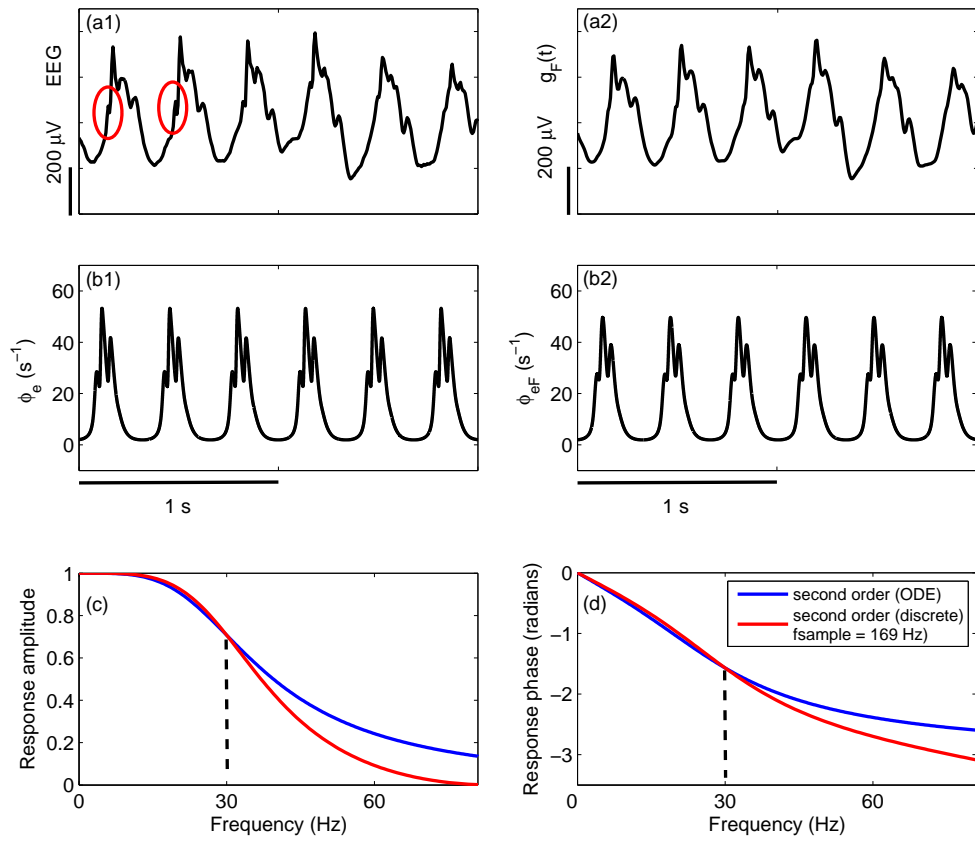 (a1)
EEG
200 μV
(a2)
g_F(t)
200 μV
(b1)
60
40
20
0
ϕ_e (s⁻¹)
1 s
(b2)
60
40
20
0
ϕ_eF (s⁻¹)
1 s
(c)
1
0.8
0.6
0.4
0.2
0
Response amplitude
0 30 60
Frequency (Hz)
(d)
0
−1
−2
−3
Response phase (radians)
second order (ODE)
second order (discrete)
fsample = 169 Hz)
0 30 60
Frequency (Hz)